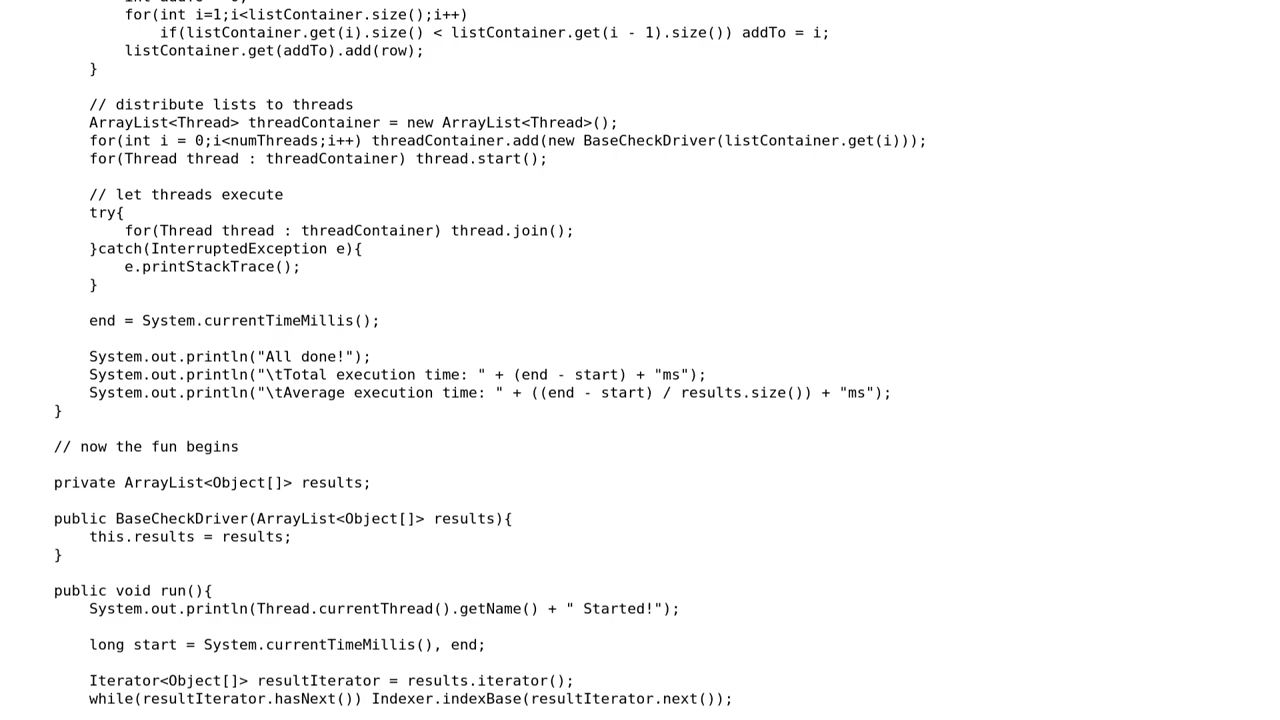 for(int i=1;i<listContainer.size();i++)
if(listContainer.get(i).size() < listContainer.get(i - 1).size()) addTo = i;
listContainer.get(addTo).add(row);
}
// distribute lists to threads
ArrayList<Thread> threadContainer = new ArrayList<Thread>();
for(int i = 0;i<numThreads;i++) threadContainer.add(new BaseCheckDriver(listContainer.get(i)));
for(Thread thread : threadContainer) thread.start();
// let threads execute
try{
for(Thread thread : threadContainer) thread.join();
}catch(InterruptedException e){
e.printStackTrace();
}
end = System.currentTimeMillis();
System.out.println("All done!");
System.out.println("\tTotal execution time: " + (end - start) + "ms");
System.out.println("\tAverage execution time: " + ((end - start) / results.size()) + "ms");
}
// now the fun begins
private ArrayList<Object[]> results;
public BaseCheckDriver(ArrayList<Object[]> results){
this.results = results;
}
public void run(){
System.out.println(Thread.currentThread().getName() + " Started!");
long start = System.currentTimeMillis(), end;
Iterator<Object[]> resultIterator = results.iterator();
while(resultIterator.hasNext()) Indexer.indexBase(resultIterator.next());